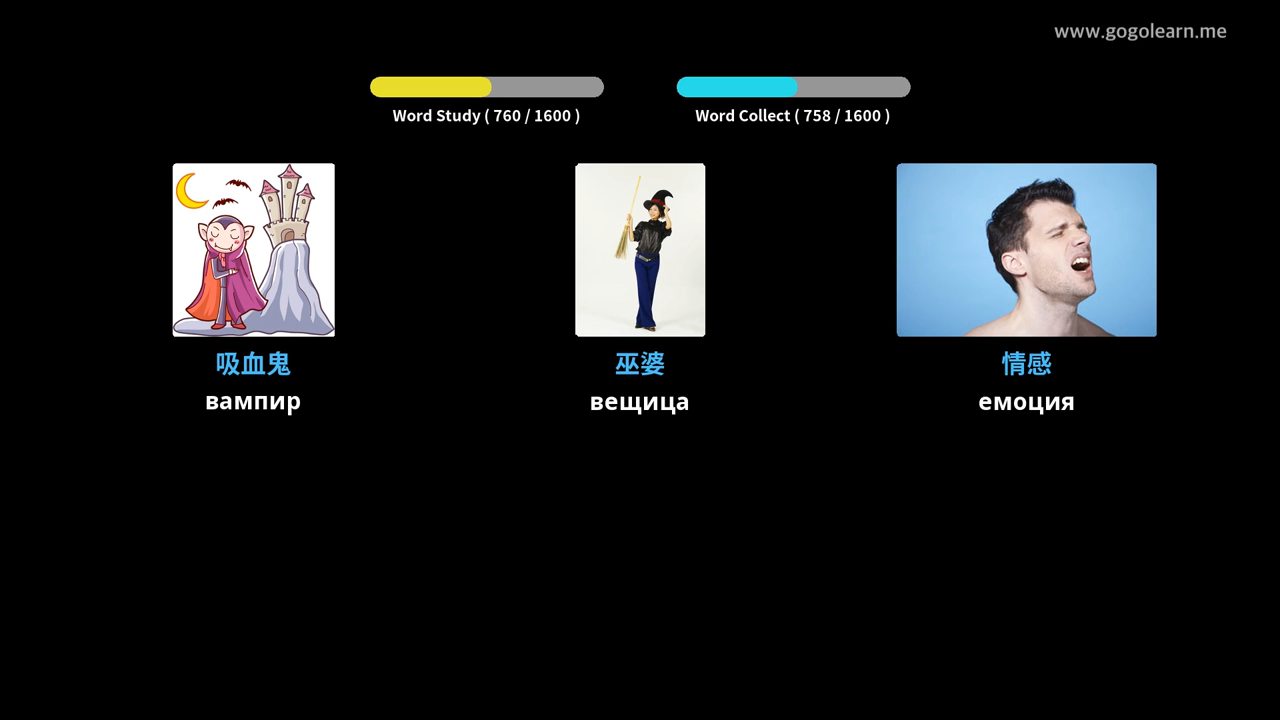 www.gogolearn.me
Word Study ( 760 / 1600 )
Word Collect ( 758 / 1600 )
吸血鬼
巫婆
情感
вампир
вещица
емоция